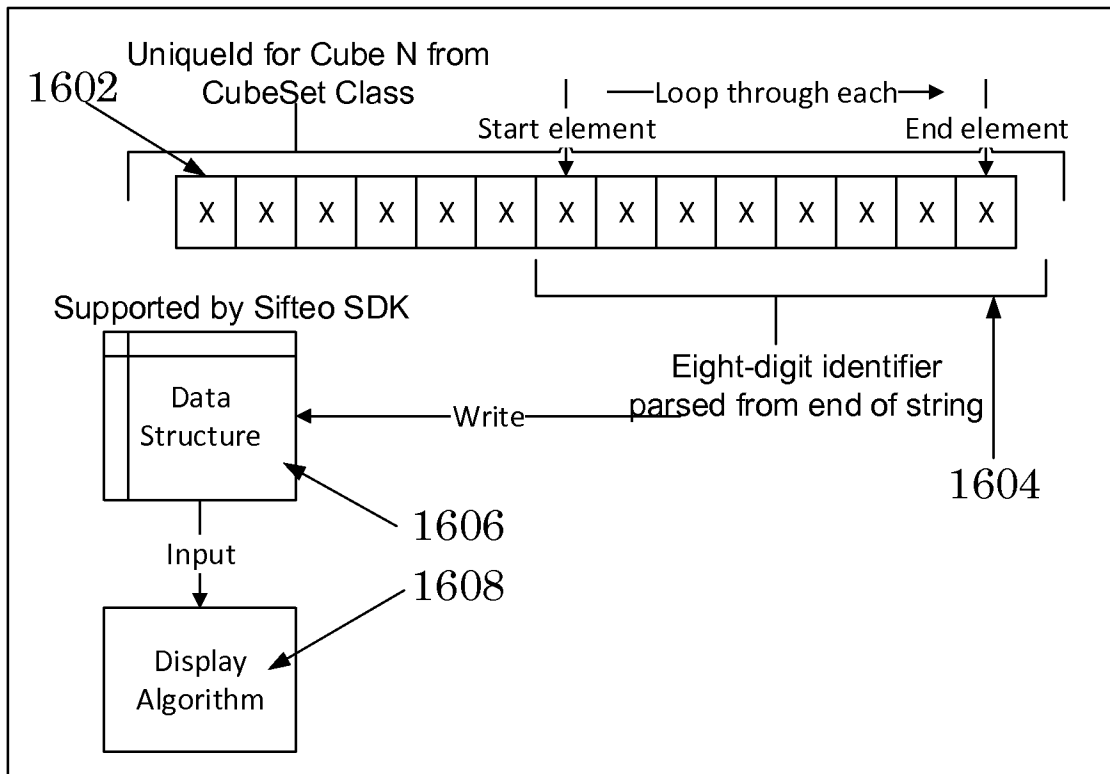 UniqueId for Cube N from
CubeSet Class
1602
Loop through each
Start element
End element
X X X X X X X X X X X X X X
Supported by Sifteo SDK
Data
Structure
Write
Eight-digit identifier
parsed from end of string
1604
1606
Input
1608
Display
Algorithm